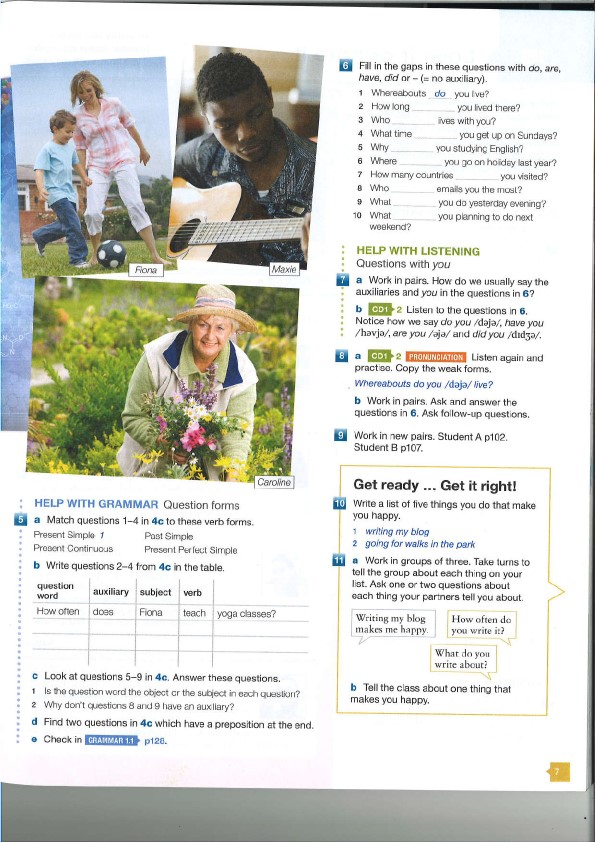 Fiona
Maxie
Caroline
HELP WITH GRAMMAR Question forms
5 a Match questions 1–4 in 4c to these verb forms.
Present Simple 1 Past Simple
Present Continuous Present Perfect Simple
b Write questions 2–4 from 4c in the table.
question word auxiliary subject verb
How often does Fiona teach yoga classes?
c Look at questions 5–9 in 4c. Answer these questions.
1 Is the question word the object or the subject in each question?
2 Why don't questions 8 and 9 have an auxiliary?
d Find two questions in 4c which have a preposition at the end.
e Check in GRAMMAR 1.1 p128.
6 Fill in the gaps in these questions with do, are,
have, did or – (= no auxiliary).
1 Whereabouts do you live?
2 How long ________ you lived there?
3 Who ________ lives with you?
4 What time ________ you get up on Sundays?
5 Why ________ you studying English?
6 Where ________ you go on holiday last year?
7 How many countries ________ you visited?
8 Who ________ emails you the most?
9 What ________ you do yesterday evening?
10 What ________ you planning to do next
weekend?
HELP WITH LISTENING
Questions with you
7 a Work in pairs. How do we usually say the
auxiliaries and you in the questions in 6?
b CD1 2 Listen to the questions in 6.
Notice how we say do you /dəjə/, have you
/həvjə/, are you /əjə/ and did you /dɪdʒə/.
8 a CD1 2 PRONUNCIATION Listen again and
practise. Copy the weak forms.
Whereabouts do you /dəjə/ live?
b Work in pairs. Ask and answer the
questions in 6. Ask follow-up questions.
9 Work in new pairs. Student A p102.
Student B p107.
Get ready ... Get it right!
10 Write a list of five things you do that make
you happy.
1 writing my blog
2 going for walks in the park
11 a Work in groups of three. Take turns to
tell the group about each thing on your
list. Ask one or two questions about
each thing your partners tell you about.
Writing my blog
makes me happy.
How often do
you write it?
What do you
write about?
b Tell the class about one thing that
makes you happy.
7